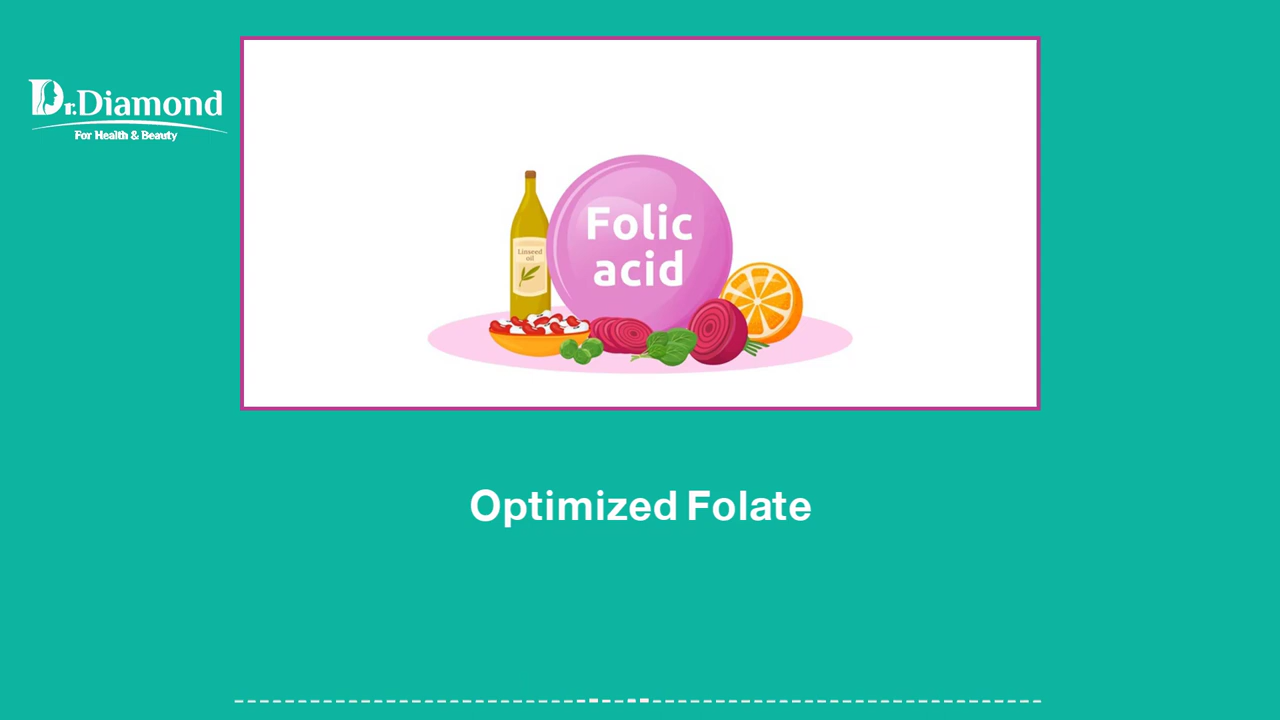 Dr.Diamond
For Health & Beauty
Linseed
oil
Folic
acid
Optimized Folate